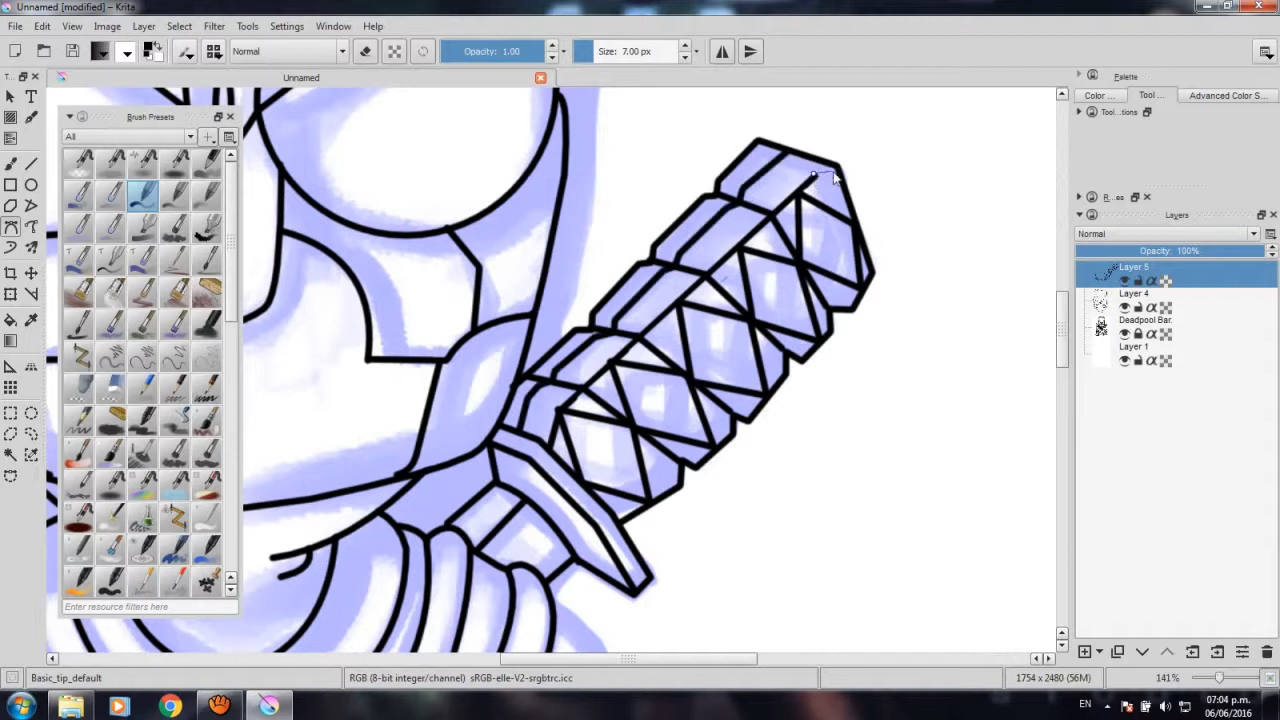 Unnamed [modified] – Krita
File Edit View Image Layer Select Filter Tools Settings Window Help
Normal Opacity: 1.00 Size: 7.00 px
T... Unnamed Palette
Color ... Tool ... Advanced Color S...
Brush Presets Tool...tions
All
R...es
Layers
Normal
Opacity: 100%
Layer 5
Layer 4
Deadpool Bar.
Layer 1
Enter resource filters here
Basic_tip_default RGB (8-bit integer/channel) sRGB-elle-V2-srgbtrc.icc 1754 x 2480 (56M) 141%
EN 07:04 p.m.
06/06/2016